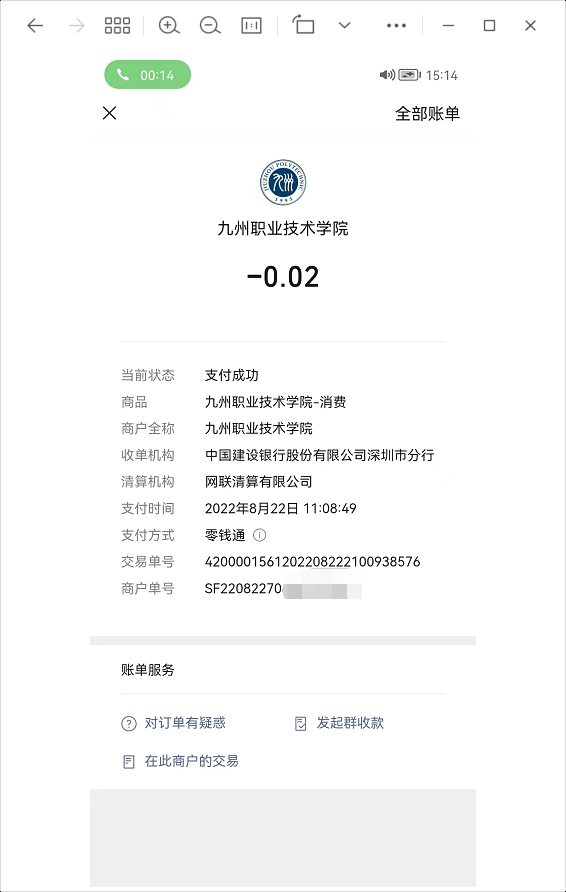 00:14
15:14
全部账单
JIUZHOU POLYTECHNIC
九州
1993
九州职业技术学院
-0.02
当前状态 支付成功
商品 九州职业技术学院-消费
商户全称 九州职业技术学院
收单机构 中国建设银行股份有限公司深圳市分行
清算机构 网联清算有限公司
支付时间 2022年8月22日 11:08:49
支付方式 零钱通
交易单号 4200001561202208222100938576
商户单号 SF22082270
账单服务
对订单有疑惑 发起群收款
在此商户的交易